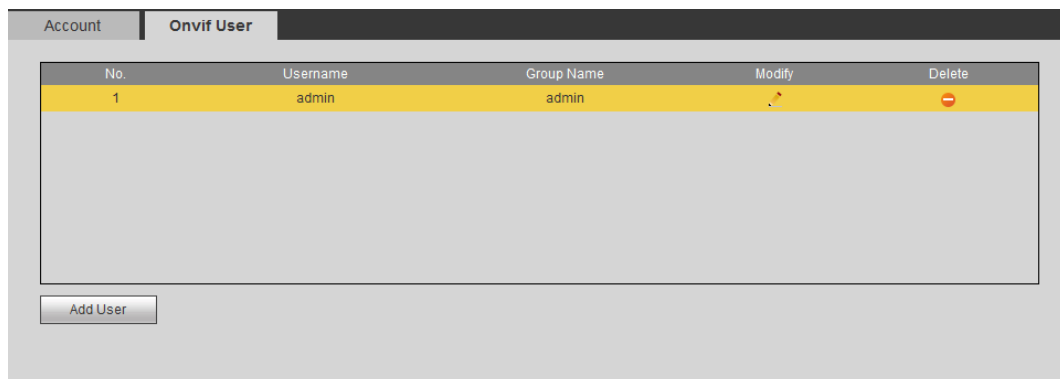 Account Onvif User
No. Username Group Name Modify Delete
1 admin admin
Add User